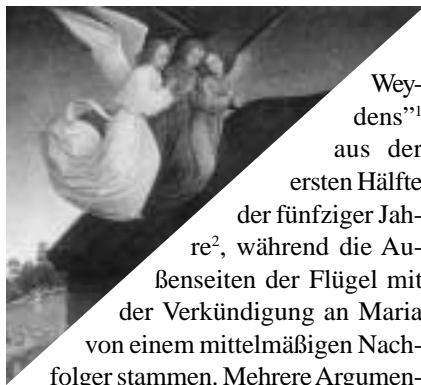 Wey-
dens”¹
aus der
ersten Hälfte
der fünfziger Jah-
re², während die Au-
ßenseiten der Flügel mit
der Verkündigung an Maria
von einem mittelmäßigen Nach-
folger stammen. Mehrere Argumen-